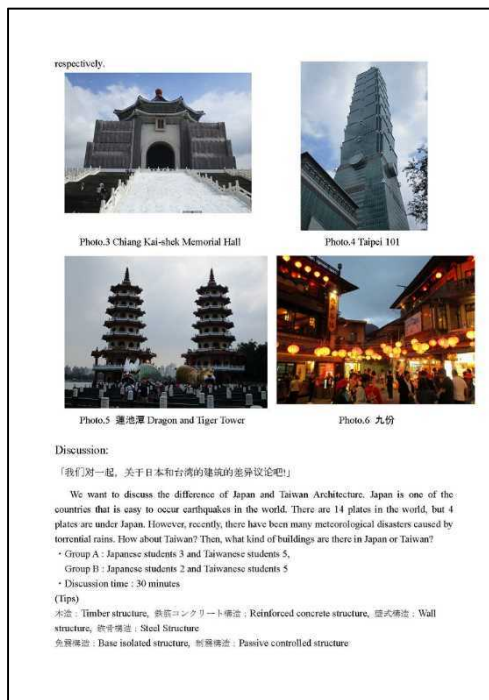 respectively.
Photo.3 Chiang Kai-shek Memorial Hall
Photo.4 Taipei 101
Photo.5 蓮池潭 Dragon and Tiger Tower
Photo.6 九份
Discussion:
「我们对一起，关于日本和台湾的建筑的差异议论吧!」
We want to discuss the difference of Japan and Taiwan Architecture. Japan is one of the
countries that is easy to occur earthquakes in the world. There are 14 plates in the world, but 4
plates are under Japan. However, recently, there have been many meteorological disasters caused by
torrential rains. How about Taiwan? Then, what kind of buildings are there in Japan or Taiwan?
・Group A : Japanese students 3 and Taiwanese students 5,
Group B : Japanese students 2 and Taiwanese students 5
・Discussion time : 30 minutes
(Tips)
木造 : Timber structure, 鉄筋コンクリート構造 : Reinforced concrete structure, 壁式構造 : Wall
structure, 鉄骨構造 : Steel Structure
免震構造 : Base isolated structure, 制震構造 : Passive controlled structure